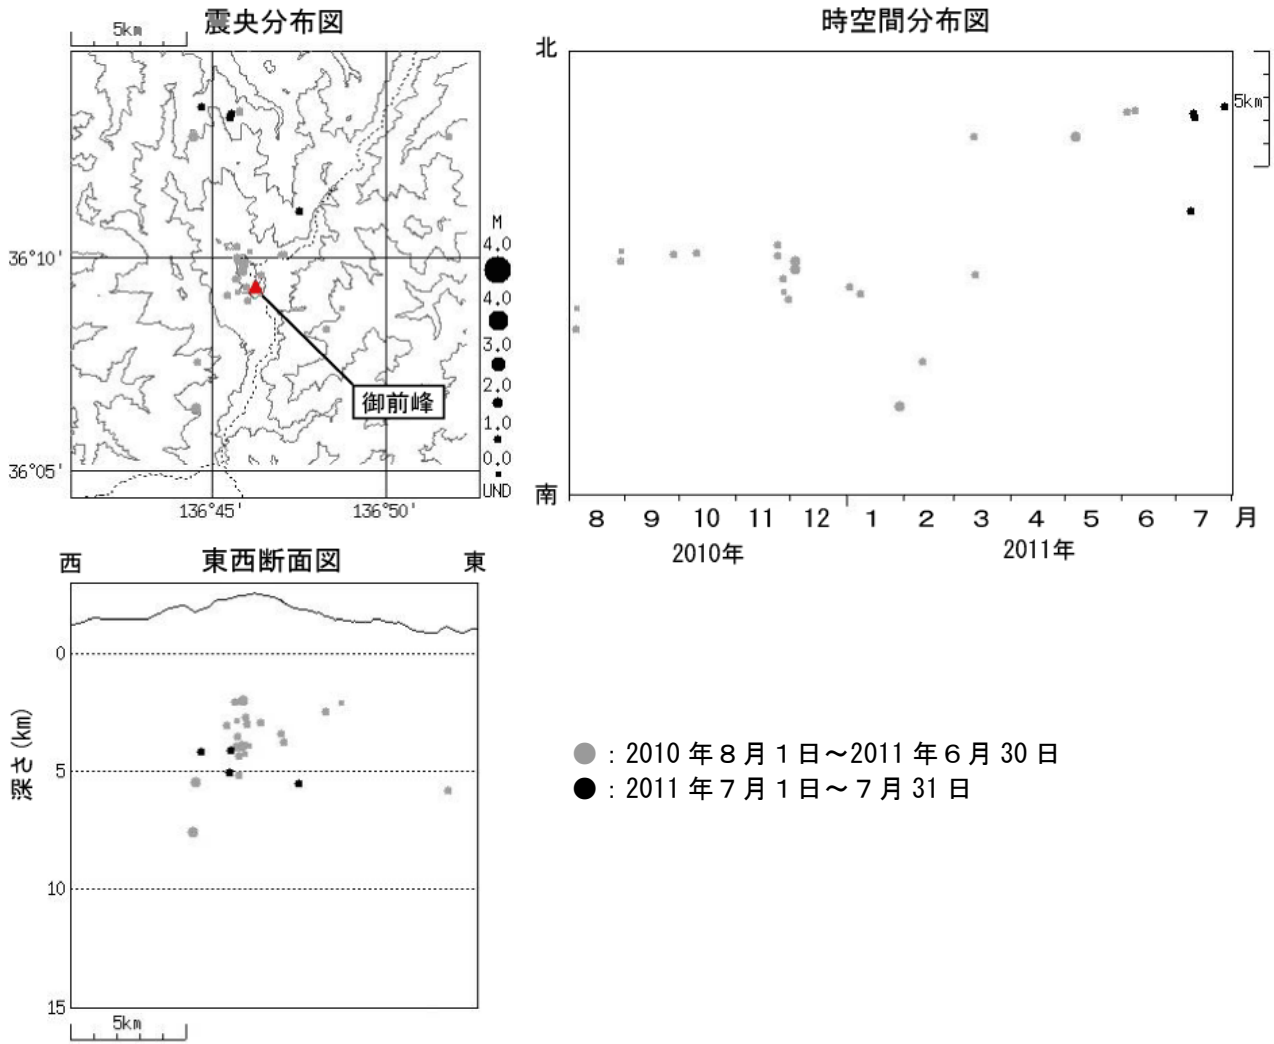 震央分布図
5km
36°10'
36°05'
136°45'
136°50'
御前峰
M
4.0
4.0
3.0
2.0
1.0
0.0
UND
時空間分布図
北
5km
南
8 9 10 11 12 1 2 3 4 5 6 7 月
2010年 2011年
東西断面図
西 東
深さ(km)
0
5
10
15
5km
●：2010年８月１日～2011年６月30日
●：2011年７月１日～７月31日